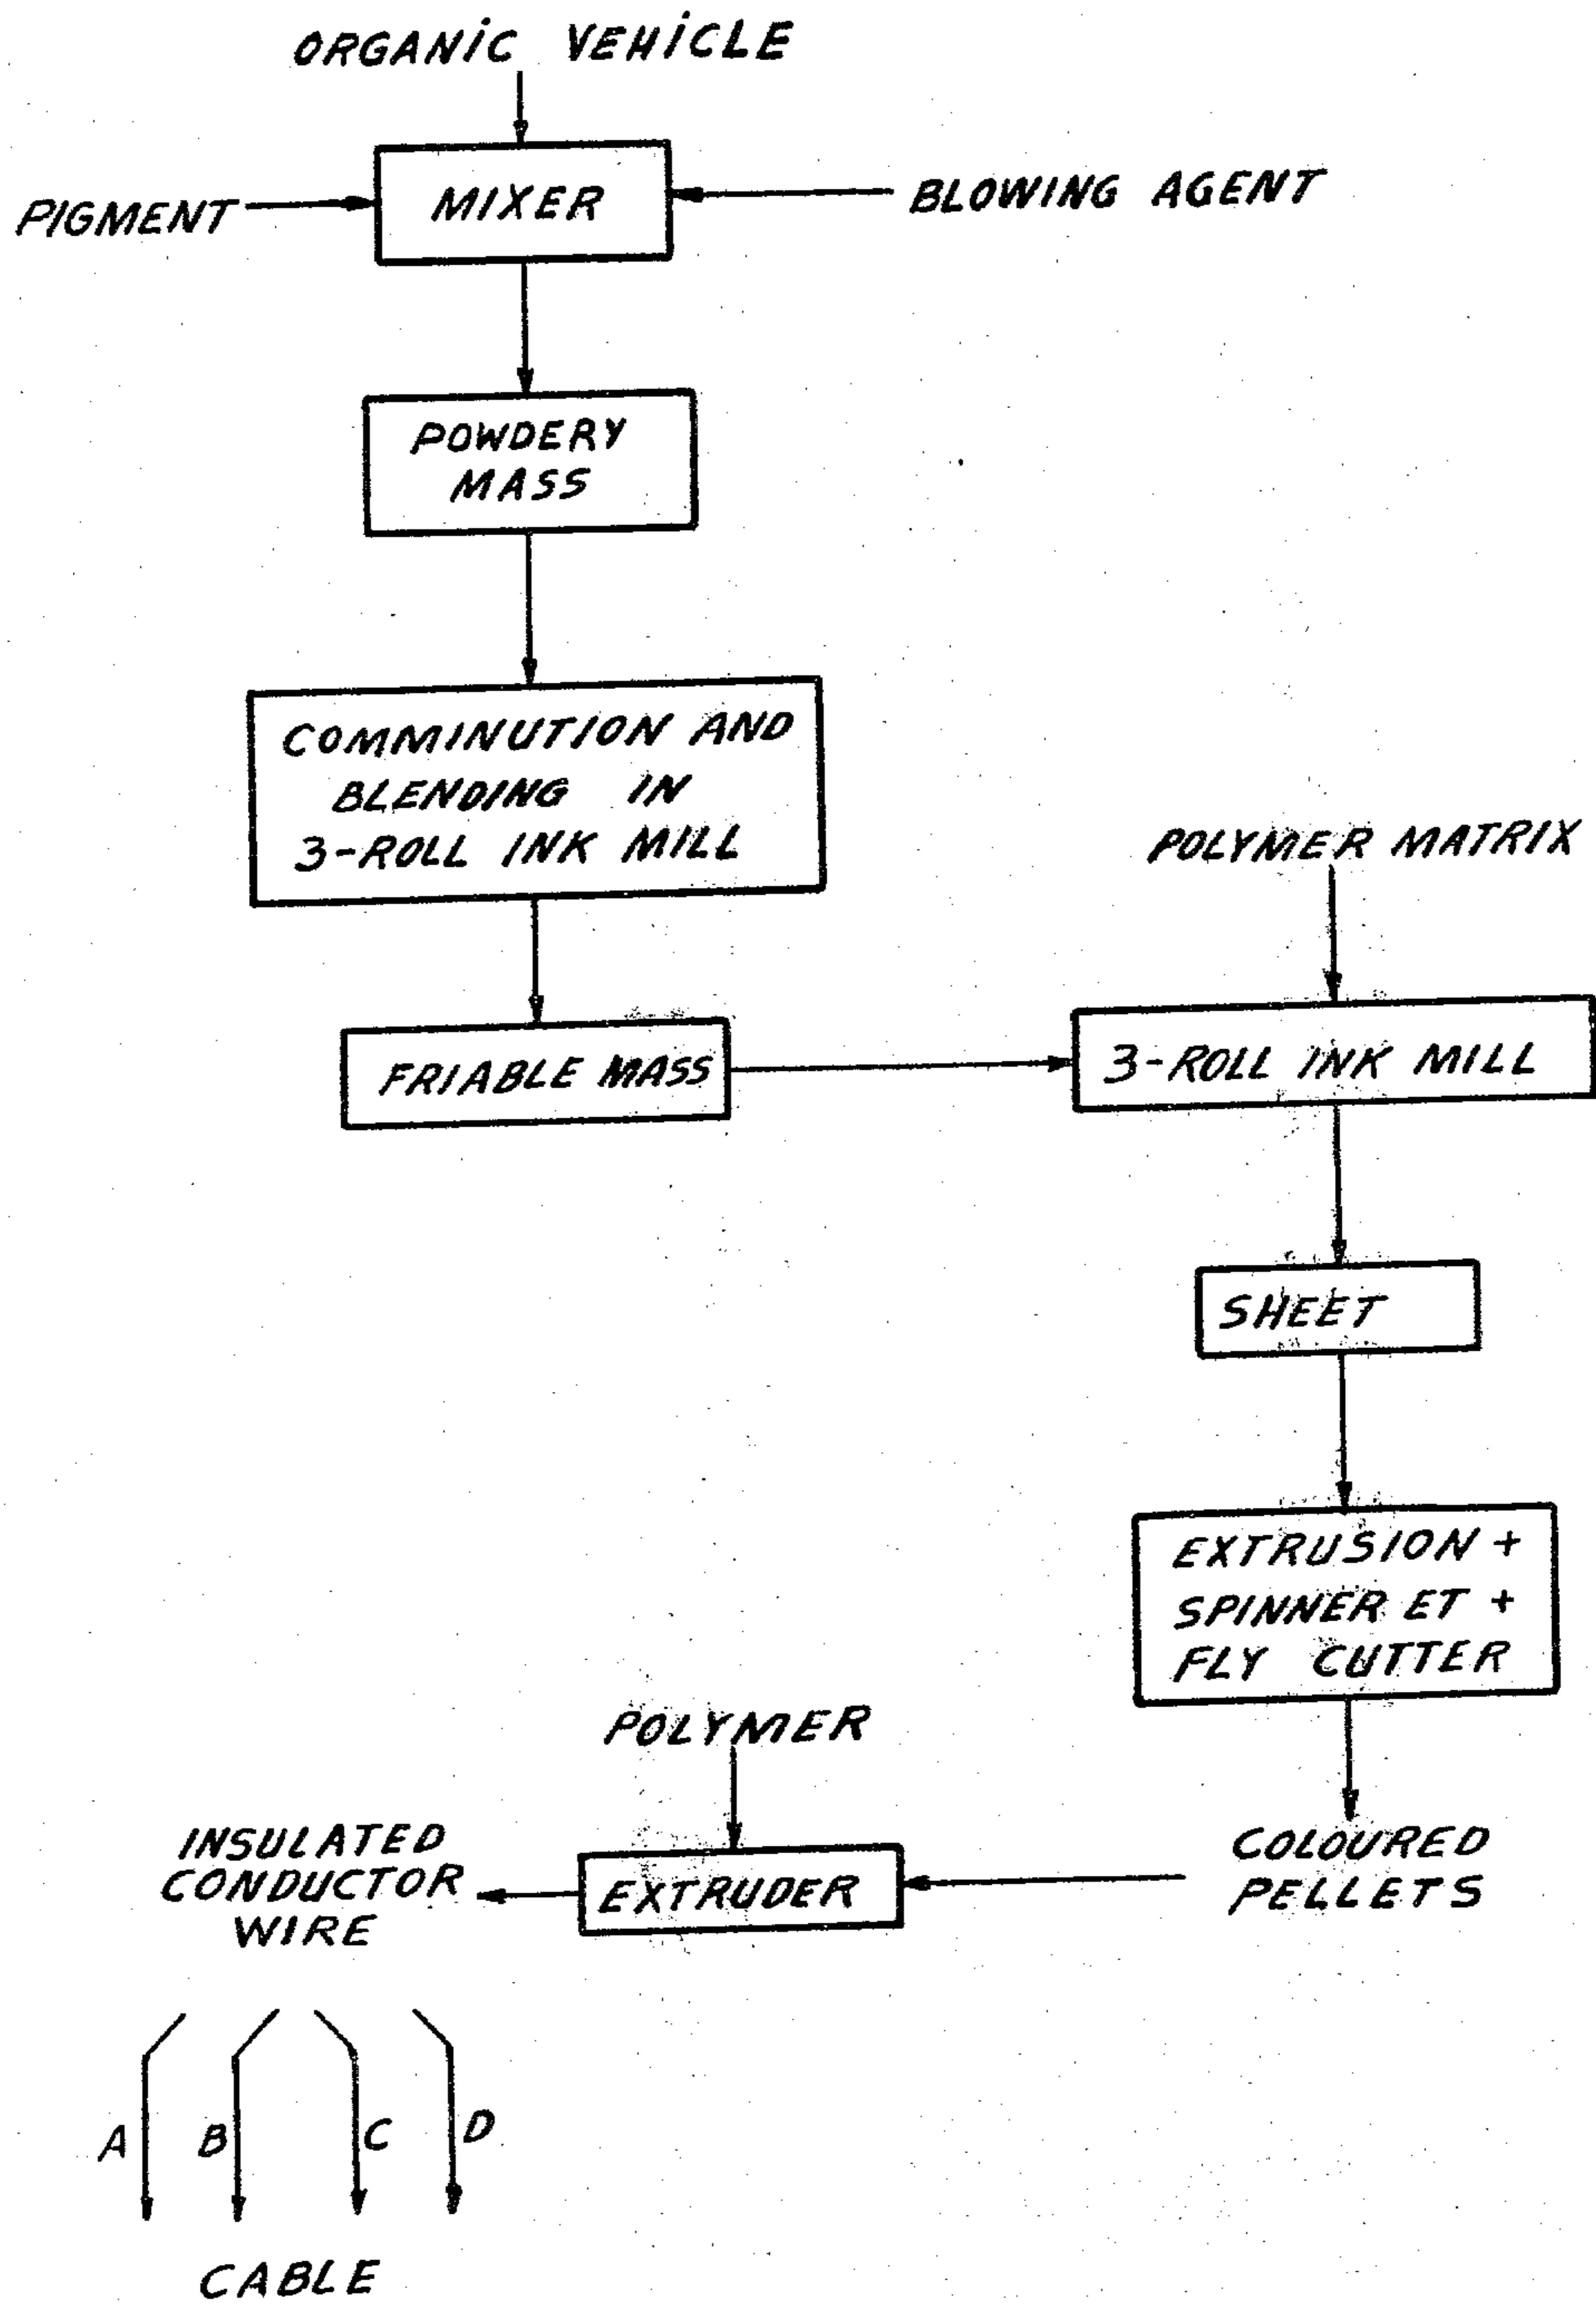 ORGANiC VEHiCLE
PIGMENT
MIXER
BLOWING AGENT
POWDERY
MASS
COMMINUTION AND
BLENDING IN
3-ROLL INK MILL
POLYMER MATRIX
FRIABLE MASS
3-ROLL INK MILL
SHEET
EXTRUSION +
SPINNER ET +
FLY CUTTER
POLYMER
INSULATED
CONDUCTOR
WIRE
EXTRUDER
COLOURED
PELLETS
A B C D
CABLE